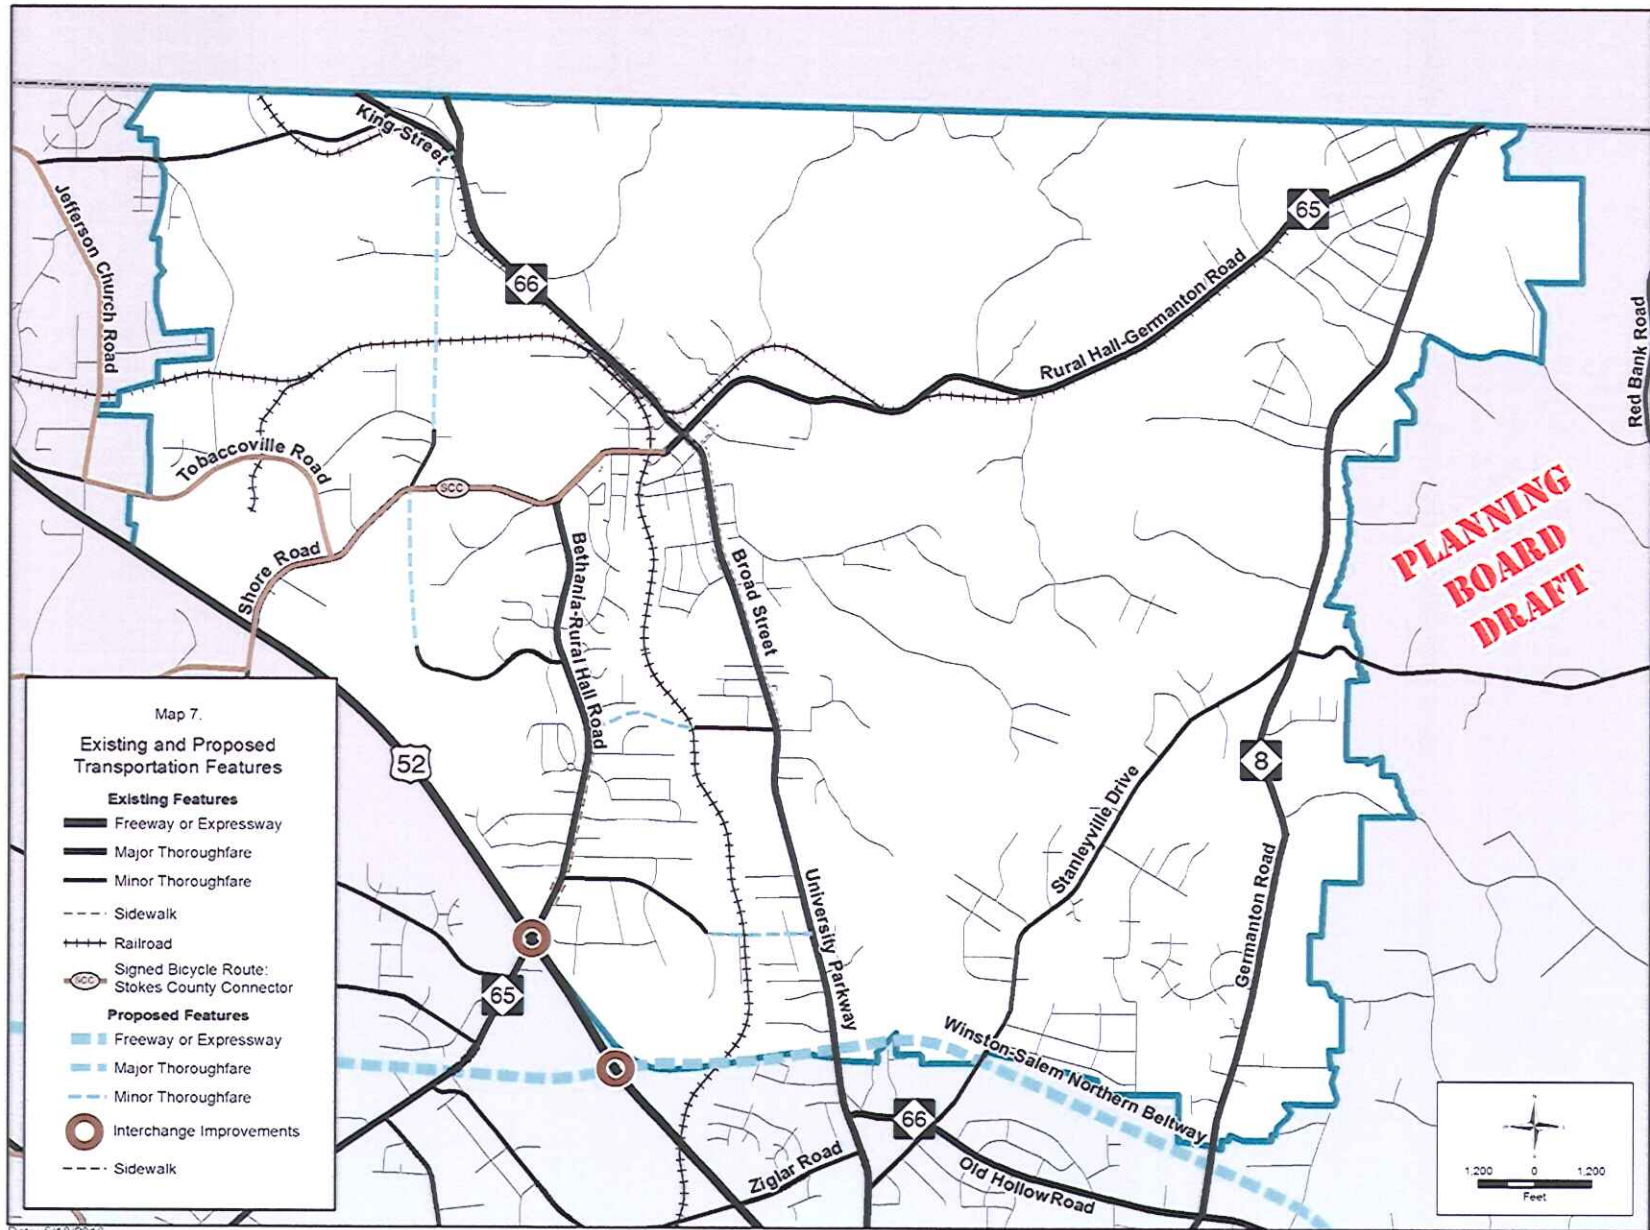 King Street
Jefferson Church Road
66
65
Rural Hall-Germanton Road
Red Bank Road
Tobaccoville Road
SCC
Shore Road
Bethania-Rural Hall Road
Broad Street
PLANNING
BOARD
DRAFT
Map 7.
Existing and Proposed
Transportation Features
Existing Features
Freeway or Expressway
Major Thoroughfare
Minor Thoroughfare
Sidewalk
Railroad
SCC
Signed Bicycle Route:
Stokes County Connector
Proposed Features
Freeway or Expressway
Major Thoroughfare
Minor Thoroughfare
Interchange Improvements
Sidewalk
52
8
Stanleyville Drive
Germanton Road
University Parkway
65
Winston-Salem Northern Beltway
66
Ziglar Road
Old Hollow Road
1,200 0 1,200
Feet